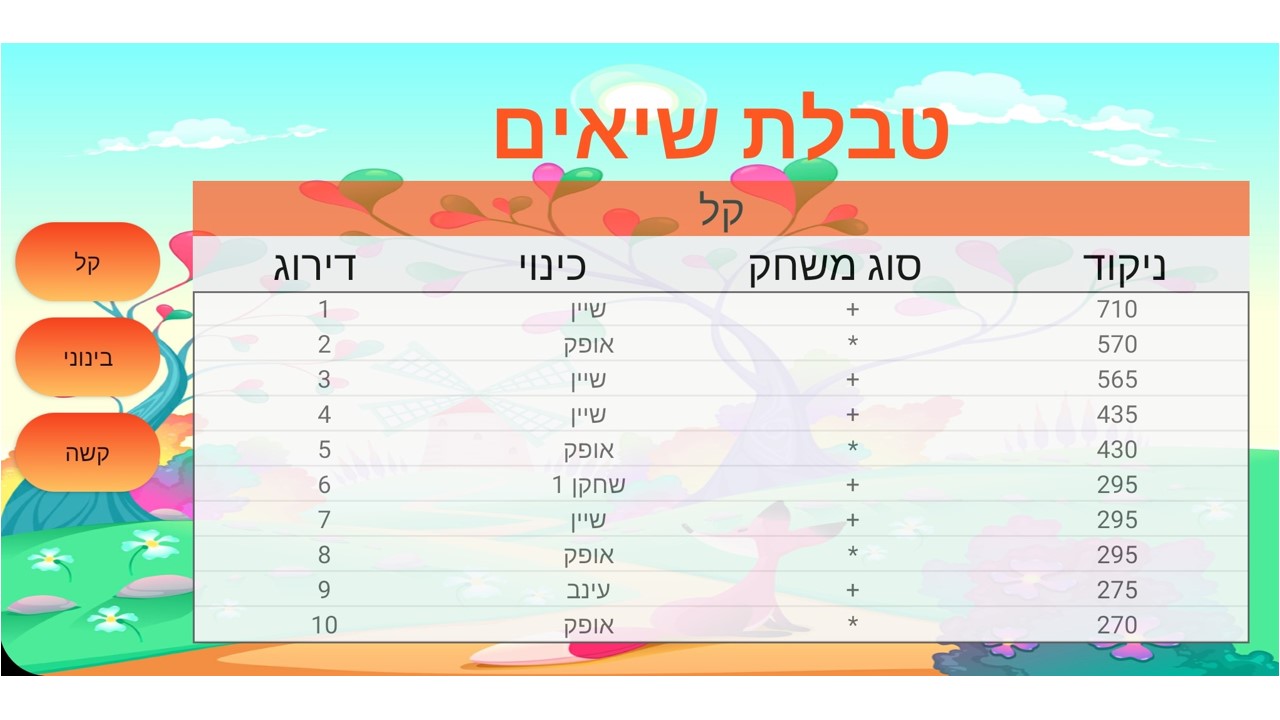 טבלת שיאים
קל
דירוג כינוי סוג משחק ניקוד
1 שיין + 710
2 אופק * 570
3 שיין + 565
4 שיין + 435
5 אופק * 430
6 שחקן 1 + 295
7 שיין + 295
8 אופק * 295
9 עינב + 275
10 אופק * 270
קל
בינוני
קשה